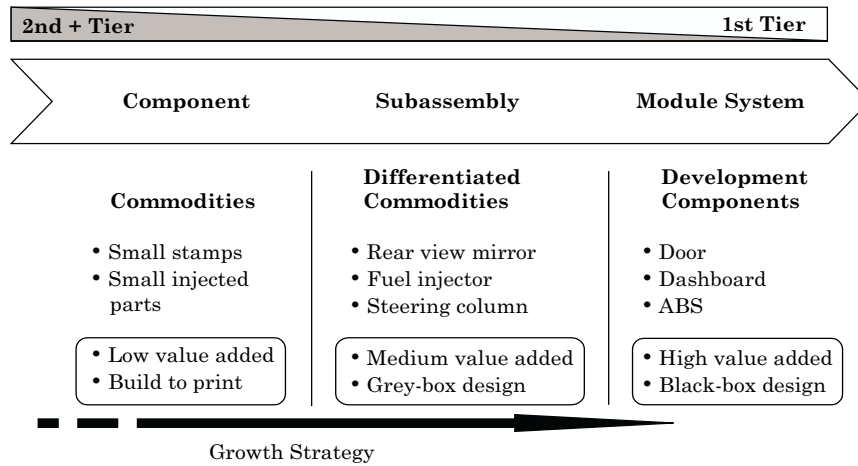 2nd + Tier 1st Tier
Component Subassembly Module System
Commodities
Differentiated
Commodities
Development
Components
• Small stamps
• Small injected
parts
• Rear view mirror
• Fuel injector
• Steering column
• Door
• Dashboard
• ABS
• Low value added
• Build to print
• Medium value added
• Grey-box design
• High value added
• Black-box design
Growth Strategy